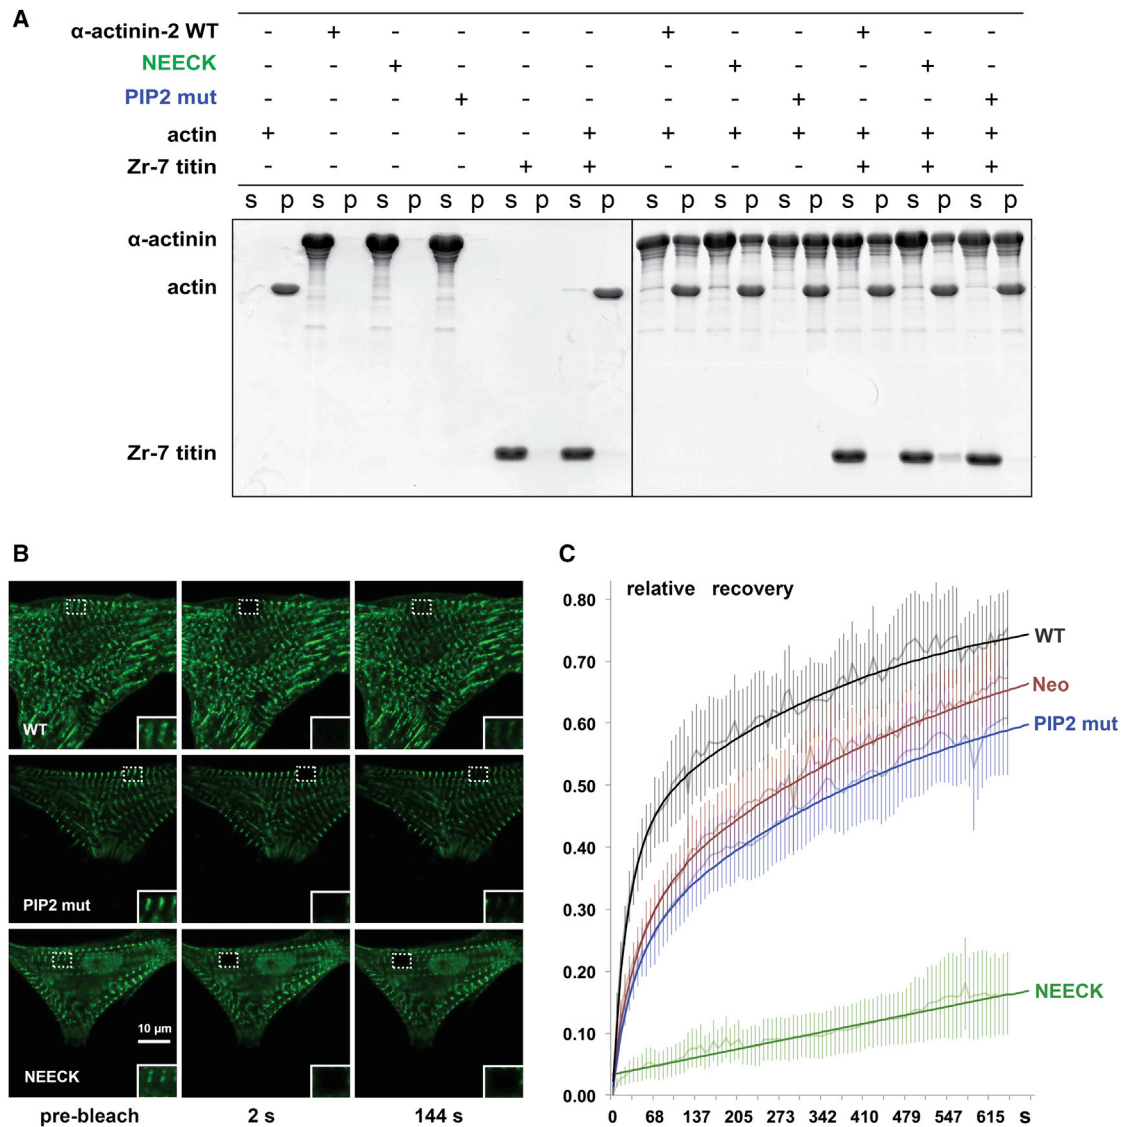 A
α-actinin-2 WT - + - - - - - + - - + - -
NEECK - - + - - - - - + - - + -
PIP2 mut - - - + - - - - - + - - +
actin + - - - - + + + + + + +
Zr-7 titin - - - - + + - - - + + +
s p s p s p s p s p s p s p s p s p s p s p s p
α-actinin
actin
Zr-7 titin
B
WT
PIP2 mut
10 µm
NEECK
pre-bleach 2 s 144 s
C
relative recovery
0.80
0.70
0.60
0.50
0.40
0.30
0.20
0.10
0.00
WT
Neo
PIP2 mut
NEECK
0 68 137 205 273 342 410 479 547 615 s